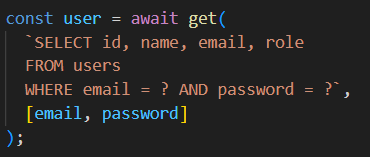 const user = await get(
`SELECT id, name, email, role
FROM users
WHERE email = ? AND password = ?`,
[email, password]
);